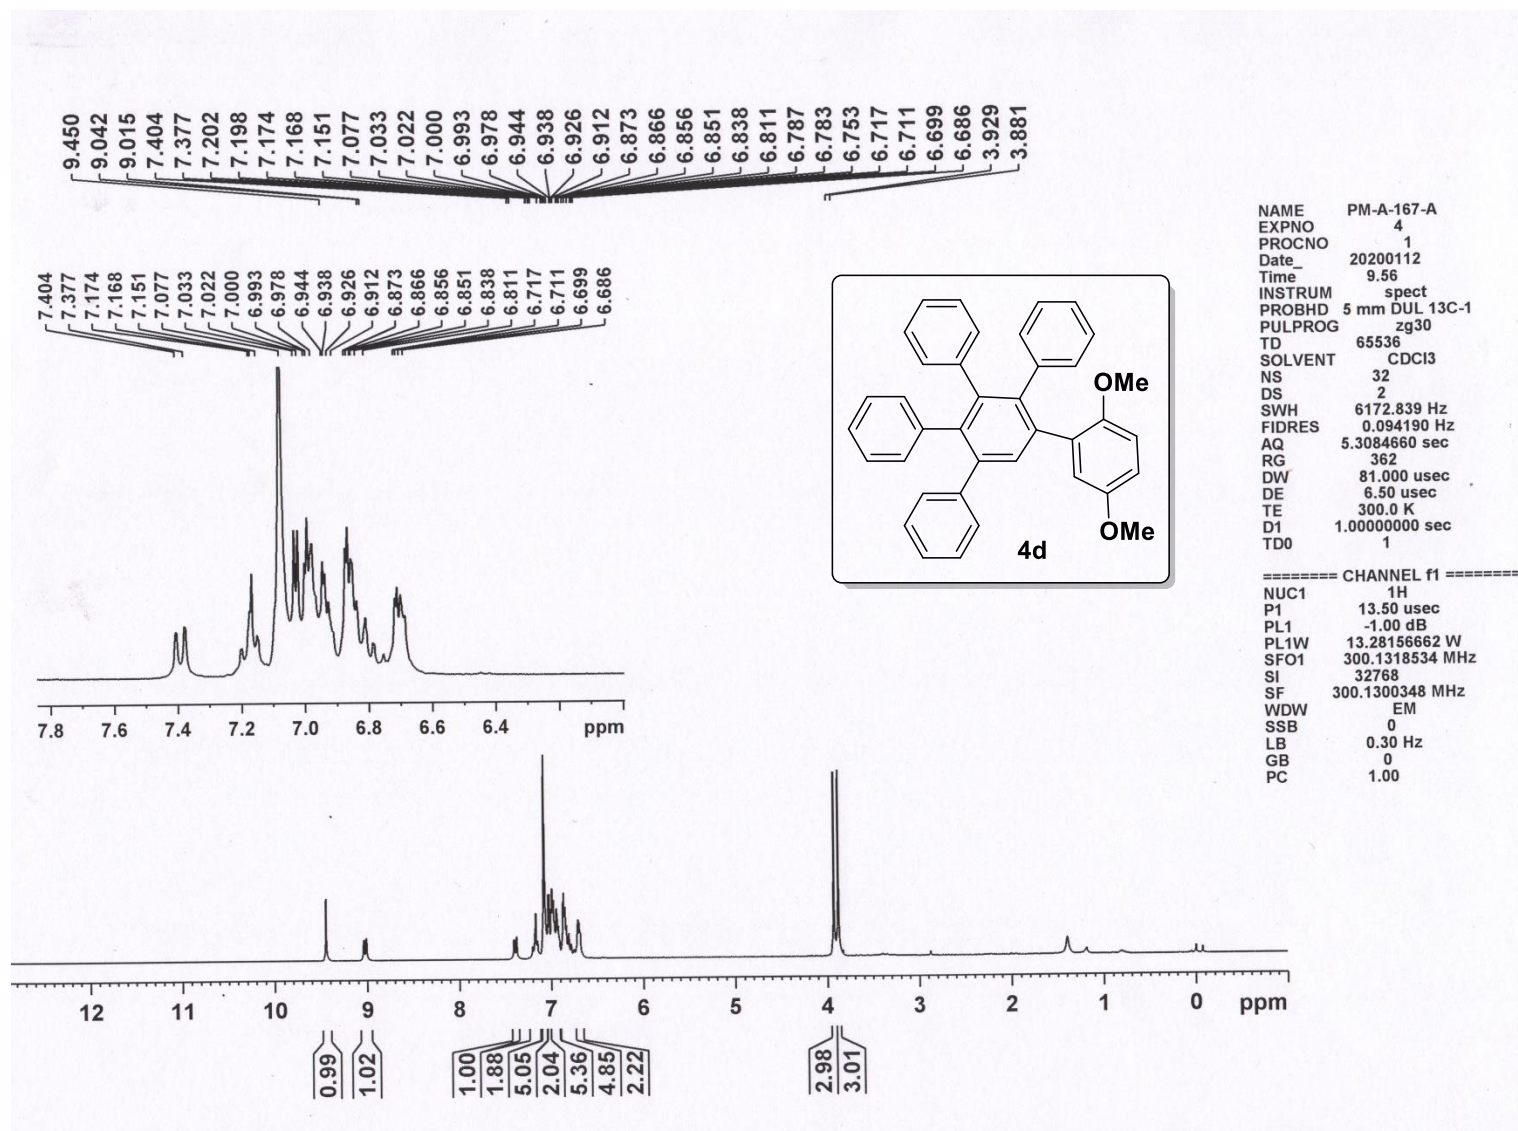 9.450
9.042
9.015
7.404
7.377
7.202
7.198
7.174
7.168
7.151
7.077
7.033
7.022
7.000
6.993
6.978
6.944
6.938
6.926
6.912
6.873
6.866
6.856
6.851
6.838
6.811
6.787
6.783
6.753
6.717
6.711
6.699
6.686
3.929
3.881
7.404
7.377
7.174
7.168
7.151
7.077
7.033
7.022
7.000
6.993
6.978
6.944
6.938
6.926
6.912
6.873
6.866
6.856
6.851
6.838
6.811
6.717
6.711
6.699
6.686
7.8 7.6 7.4 7.2 7.0 6.8 6.6 6.4 ppm
OMe
OMe
4d
NAME PM-A-167-A
EXPNO 4
PROCNO 1
Date_ 20200112
Time 9.56
INSTRUM spect
PROBHD 5 mm DUL 13C-1
PULPROG zg30
TD 65536
SOLVENT CDCl3
NS 32
DS 2
SWH 6172.839 Hz
FIDRES 0.094190 Hz
AQ 5.3084660 sec
RG 362
DW 81.000 usec
DE 6.50 usec
TE 300.0 K
D1 1.00000000 sec
TD0 1
======== CHANNEL f1 ========
NUC1 1H
P1 13.50 usec
PL1 -1.00 dB
PL1W 13.28156662 W
SFO1 300.1318534 MHz
SI 32768
SF 300.1300348 MHz
WDW EM
SSB 0
LB 0.30 Hz
GB 0
PC 1.00
12 11 10 9 8 7 6 5 4 3 2 1 0 ppm
0.99
1.02
1.00
1.88
5.05
2.04
5.36
4.85
2.22
2.98
3.01